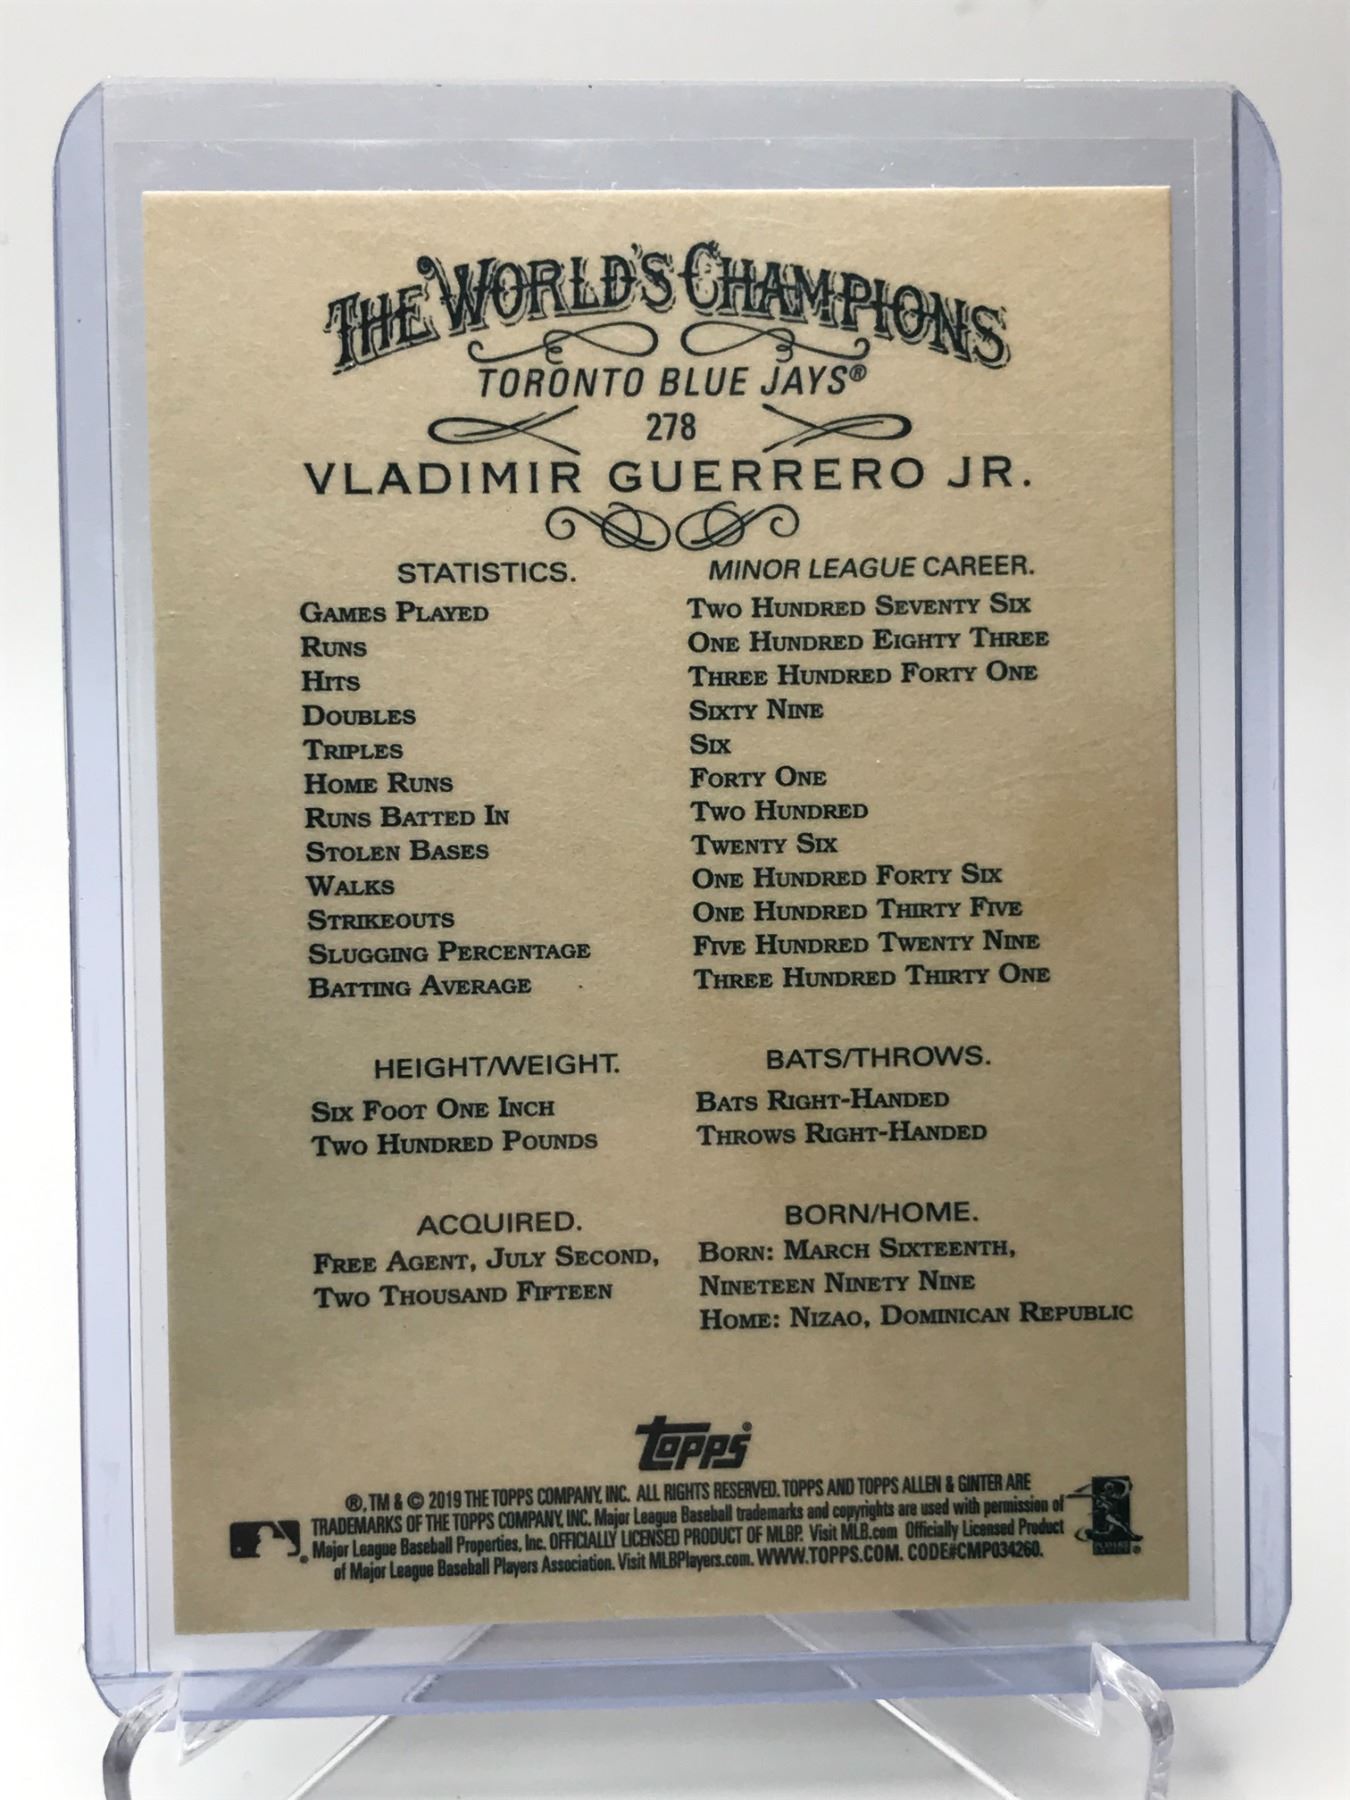 THE WORLD'S CHAMPIONS
TORONTO BLUE JAYS®
278
VLADIMIR GUERRERO JR.
STATISTICS. MINOR LEAGUE CAREER.
GAMES PLAYED TWO HUNDRED SEVENTY SIX
RUNS ONE HUNDRED EIGHTY THREE
HITS THREE HUNDRED FORTY ONE
DOUBLES SIXTY NINE
TRIPLES SIX
HOME RUNS FORTY ONE
RUNS BATTED IN TWO HUNDRED
STOLEN BASES TWENTY SIX
WALKS ONE HUNDRED FORTY SIX
STRIKEOUTS ONE HUNDRED THIRTY FIVE
SLUGGING PERCENTAGE FIVE HUNDRED TWENTY NINE
BATTING AVERAGE THREE HUNDRED THIRTY ONE
HEIGHT/WEIGHT.
SIX FOOT ONE INCH
TWO HUNDRED POUNDS
BATS/THROWS.
BATS RIGHT-HANDED
THROWS RIGHT-HANDED
ACQUIRED.
FREE AGENT, JULY SECOND,
TWO THOUSAND FIFTEEN
BORN/HOME.
BORN: MARCH SIXTEENTH,
NINETEEN NINETY NINE
HOME: NIZAO, DOMINICAN REPUBLIC
topps®
®, TM & © 2019 THE TOPPS COMPANY, INC. ALL RIGHTS RESERVED. TOPPS AND TOPPS ALLEN & GINTER ARE
TRADEMARKS OF THE TOPPS COMPANY, INC. Major League Baseball trademarks and copyrights are used with permission of
Major League Baseball Properties, Inc. OFFICIALLY LICENSED PRODUCT OF MLBP. Visit MLB.com Officially Licensed Product
of Major League Baseball Players Association. Visit MLBPlayers.com. WWW.TOPPS.COM. CODE#CMP034260.